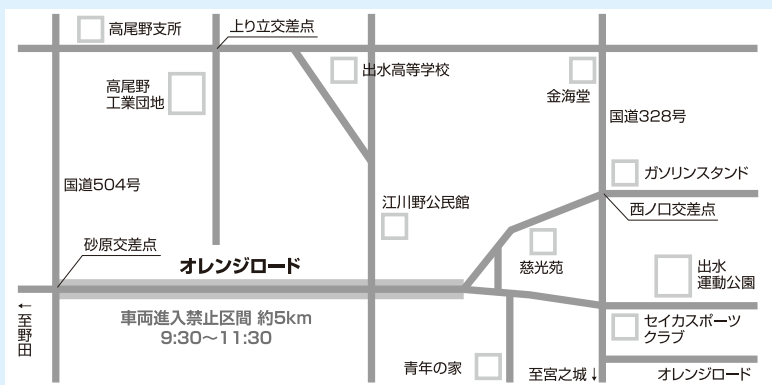 高尾野支所
上り立交差点
高尾野
工業団地
出水高等学校
金海堂
国道328号
国道504号
ガソリンスタンド
江川野公民館
西ノ口交差点
砂原交差点
オレンジロード
慈光苑
出水
運動公園
←至野田
車両進入禁止区間 約5km
9:30〜11:30
セイカスポーツ
クラブ
青年の家
至宮之城↓
オレンジロード